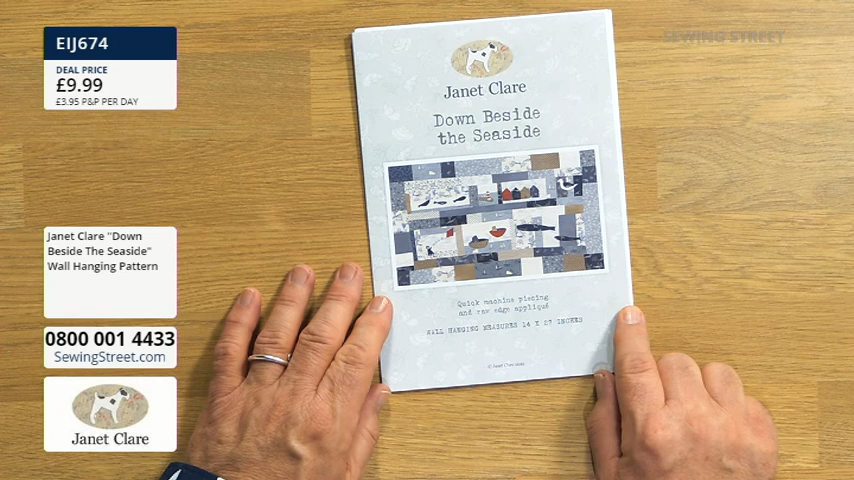 EIJ674
DEAL PRICE
£9.99
£3.95 P&P PER DAY
Janet Clare "Down
Beside The Seaside"
Wall Hanging Pattern
0800 001 4433
SewingStreet.com
Janet Clare
SEWING STREET
Janet Clare
Down Beside
the Seaside
Quick machine piecing
and raw edge appliqué
WALL HANGING MEASURES 14 X 27 INCHES